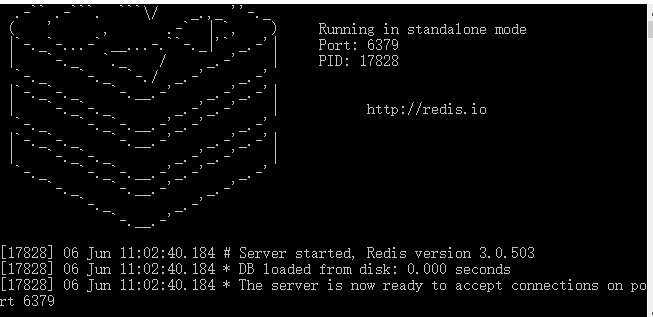 Running in standalone mode
Port: 6379
PID: 17828
http://redis.io
[17828] 06 Jun 11:02:40.184 # Server started, Redis version 3.0.503
[17828] 06 Jun 11:02:40.184 * DB loaded from disk: 0.000 seconds
[17828] 06 Jun 11:02:40.184 * The server is now ready to accept connections on po
rt 6379